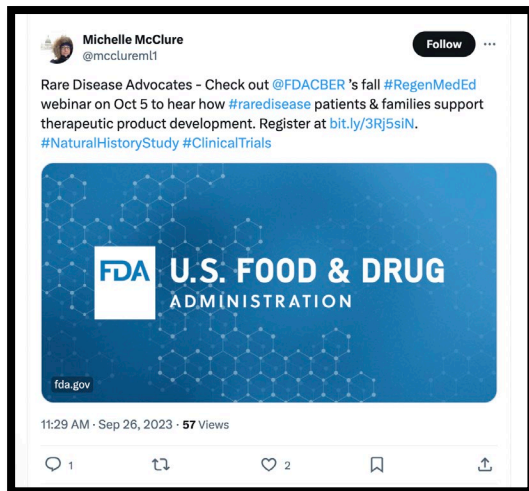 Michelle McClure
@mcclureml1
Follow
Rare Disease Advocates - Check out @FDACBER 's fall #RegenMedEd
webinar on Oct 5 to hear how #raredisease patients & families support
therapeutic product development. Register at bit.ly/3Rj5siN.
#NaturalHistoryStudy #ClinicalTrials
FDA
U.S. FOOD & DRUG
ADMINISTRATION
fda.gov
11:29 AM · Sep 26, 2023 · 57 Views
1
2